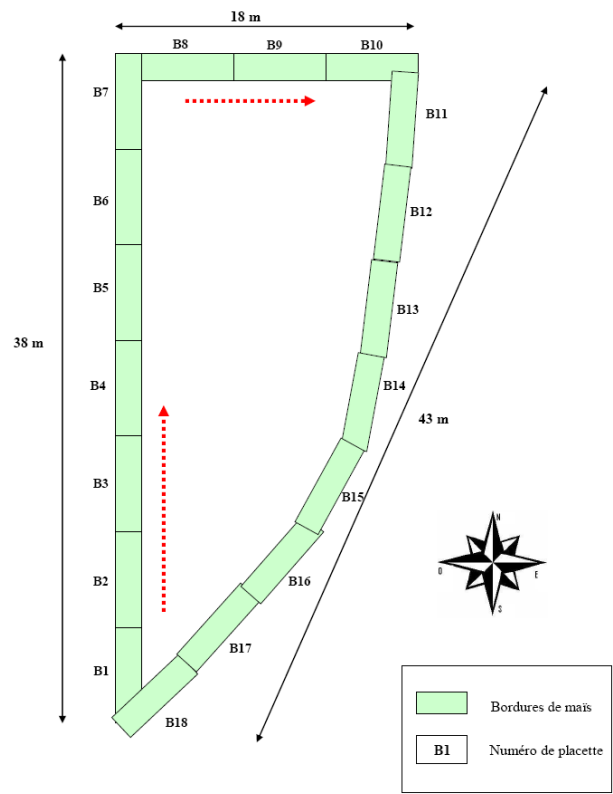 18 m
B8
B9
B10
B7
B11
B6
B12
B5
B13
38 m
B4
B14
43 m
B3
B15
N
O
E
S
B2
B16
B17
B1
B18
Bordures de maïs
B1
Numéro de placette